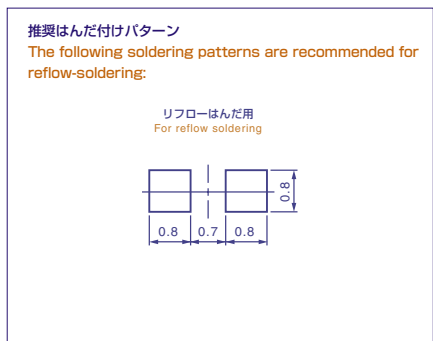 推奨はんだ付けパターン
The following soldering patterns are recommended for
reflow-soldering:
リフローはんだ用
For reflow soldering
0.8
0.8 0.7 0.8